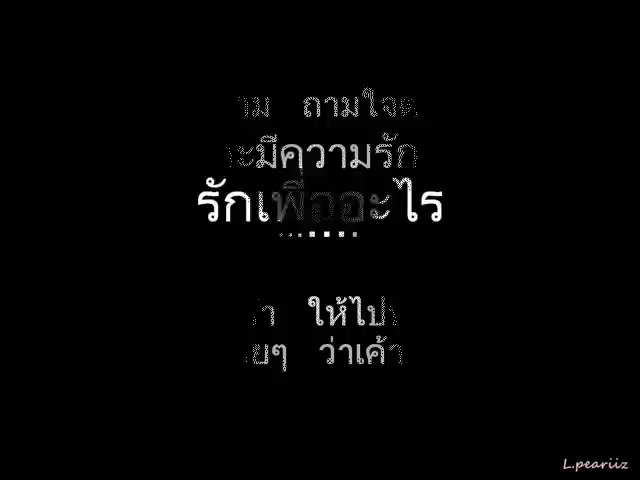 ถามใจ
มีความรัก
รักเพื่ออะไร
ให้ไป
ๆ ว่าเค้า
L.peariiz